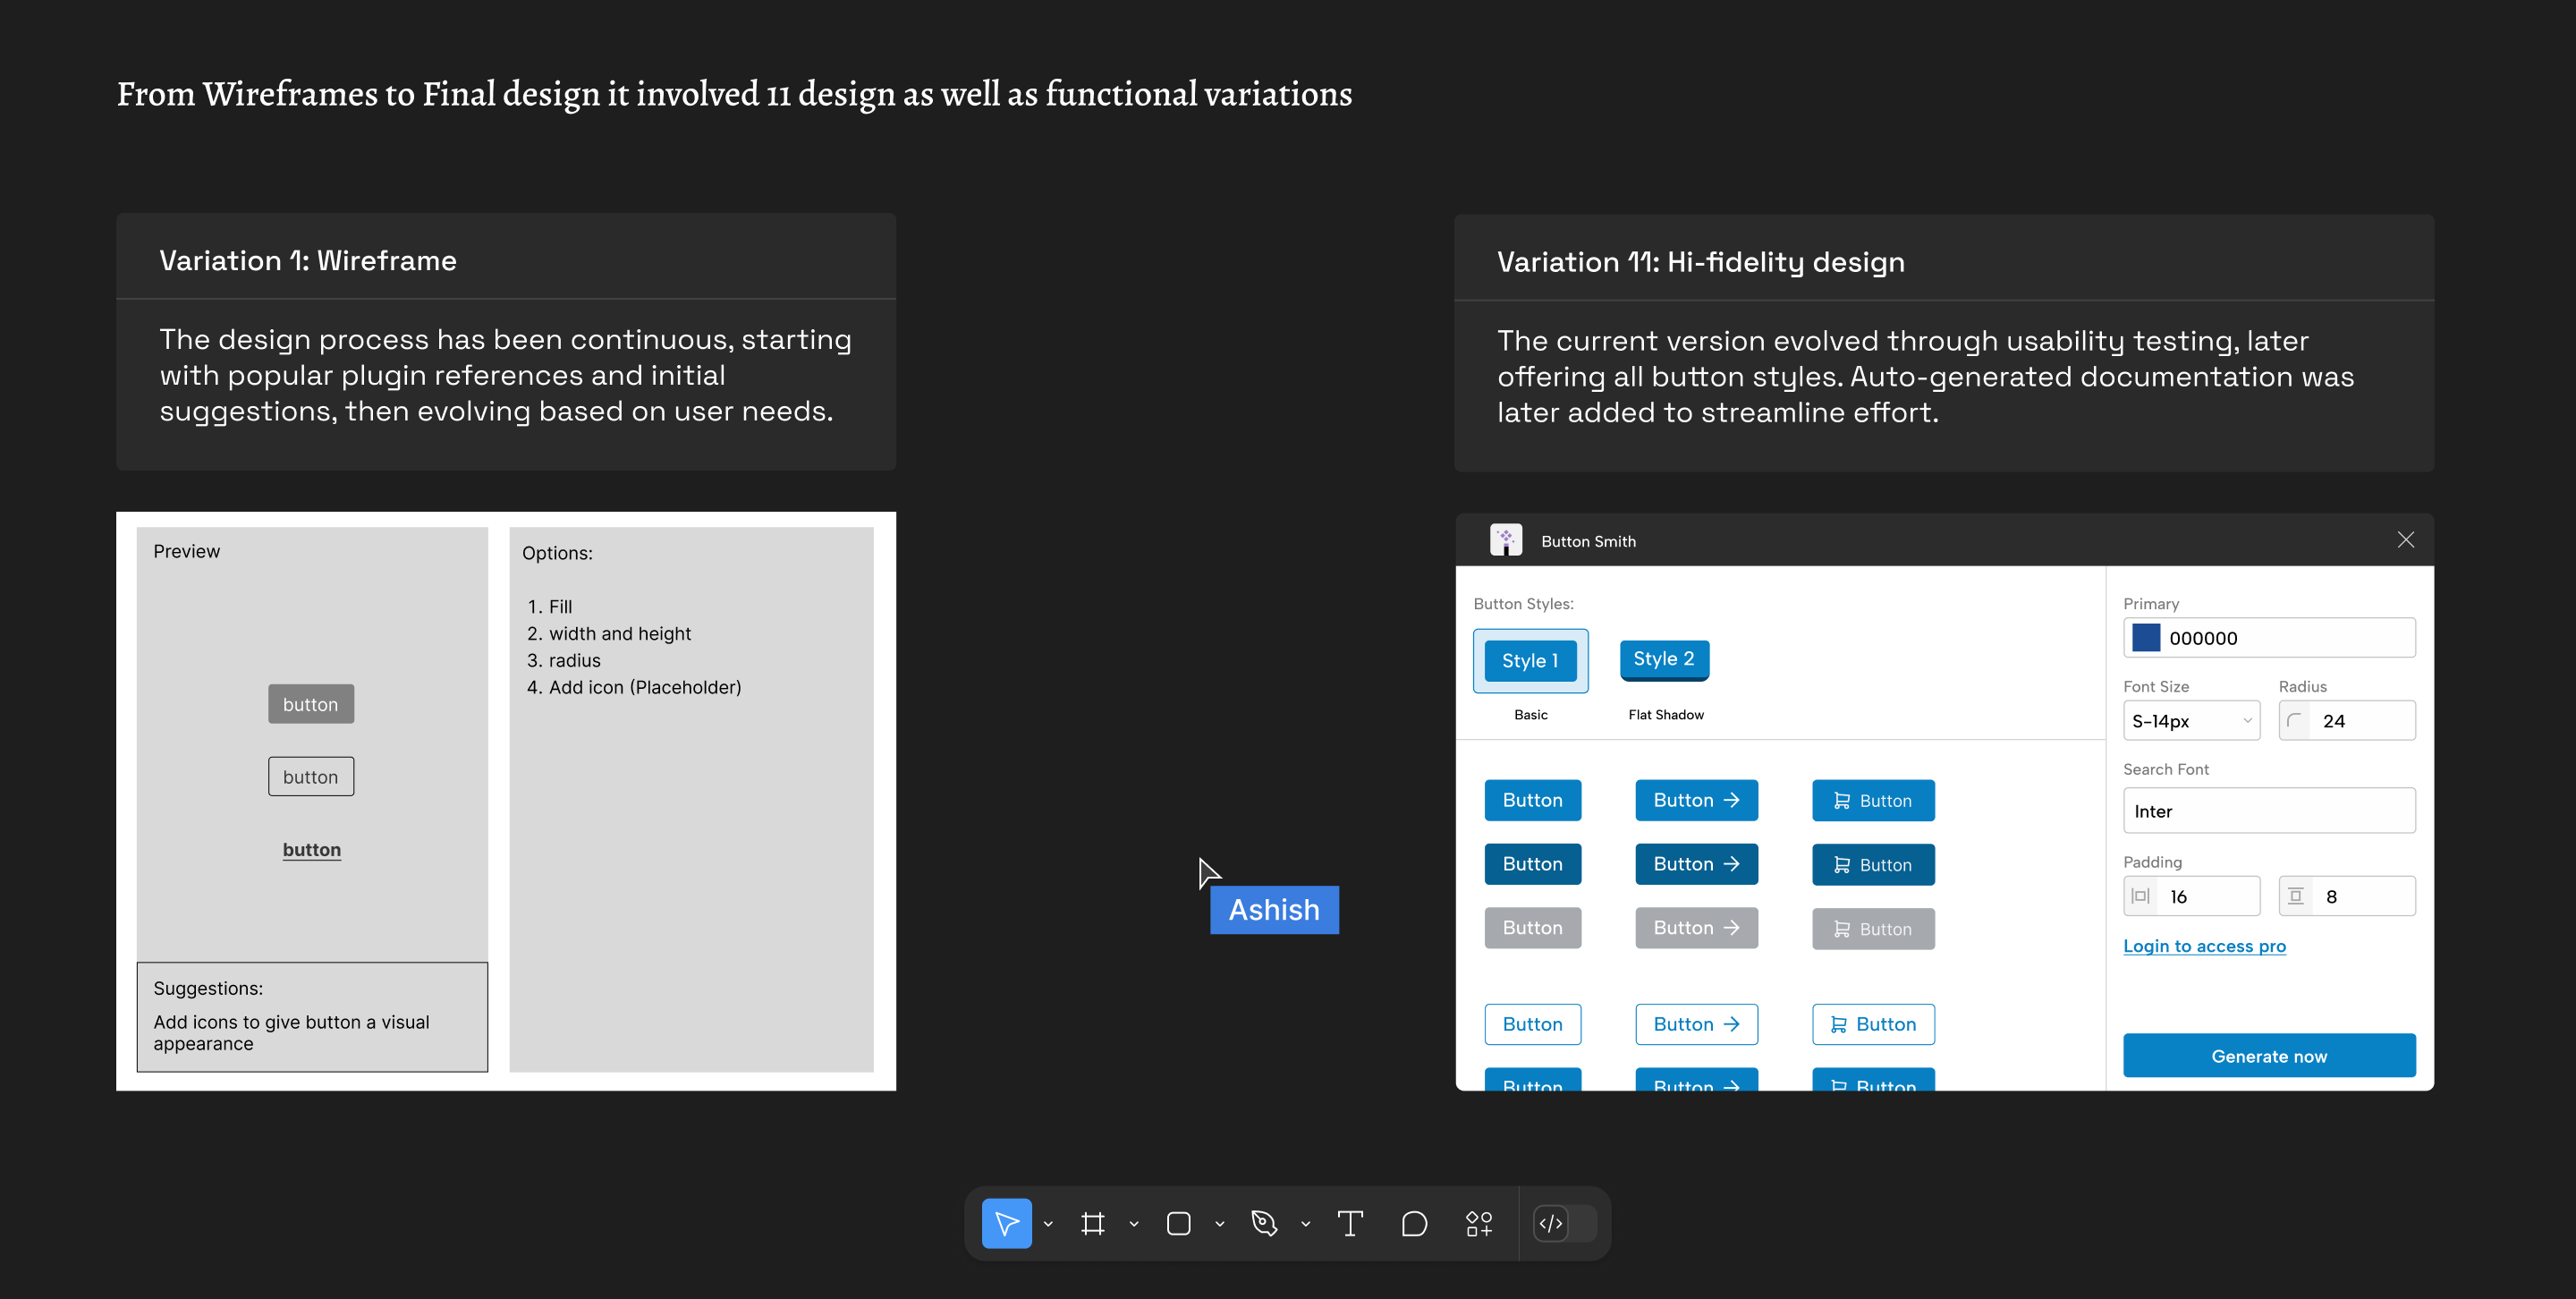 From Wireframes to Final design it involved 11 design as well as functional variations
Variation 1: Wireframe
The design process has been continuous, starting
with popular plugin references and initial
suggestions, then evolving based on user needs.
Preview
button
button
button
Suggestions:
Add icons to give button a visual
appearance
Options:
1. Fill
2. width and height
3. radius
4. Add icon (Placeholder)
Ashish
Variation 11: Hi-fidelity design
The current version evolved through usability testing, later
offering all button styles. Auto-generated documentation was
later added to streamline effort.
Button Smith
Button Styles:
Style 1 Style 2
Basic Flat Shadow
Button Button Button
Button Button Button
Button Button Button
Button Button Button
Button Button Button
Primary
000000
Font Size Radius
S-14px 24
Search Font
Inter
Padding
16 8
Login to access pro
Generate now